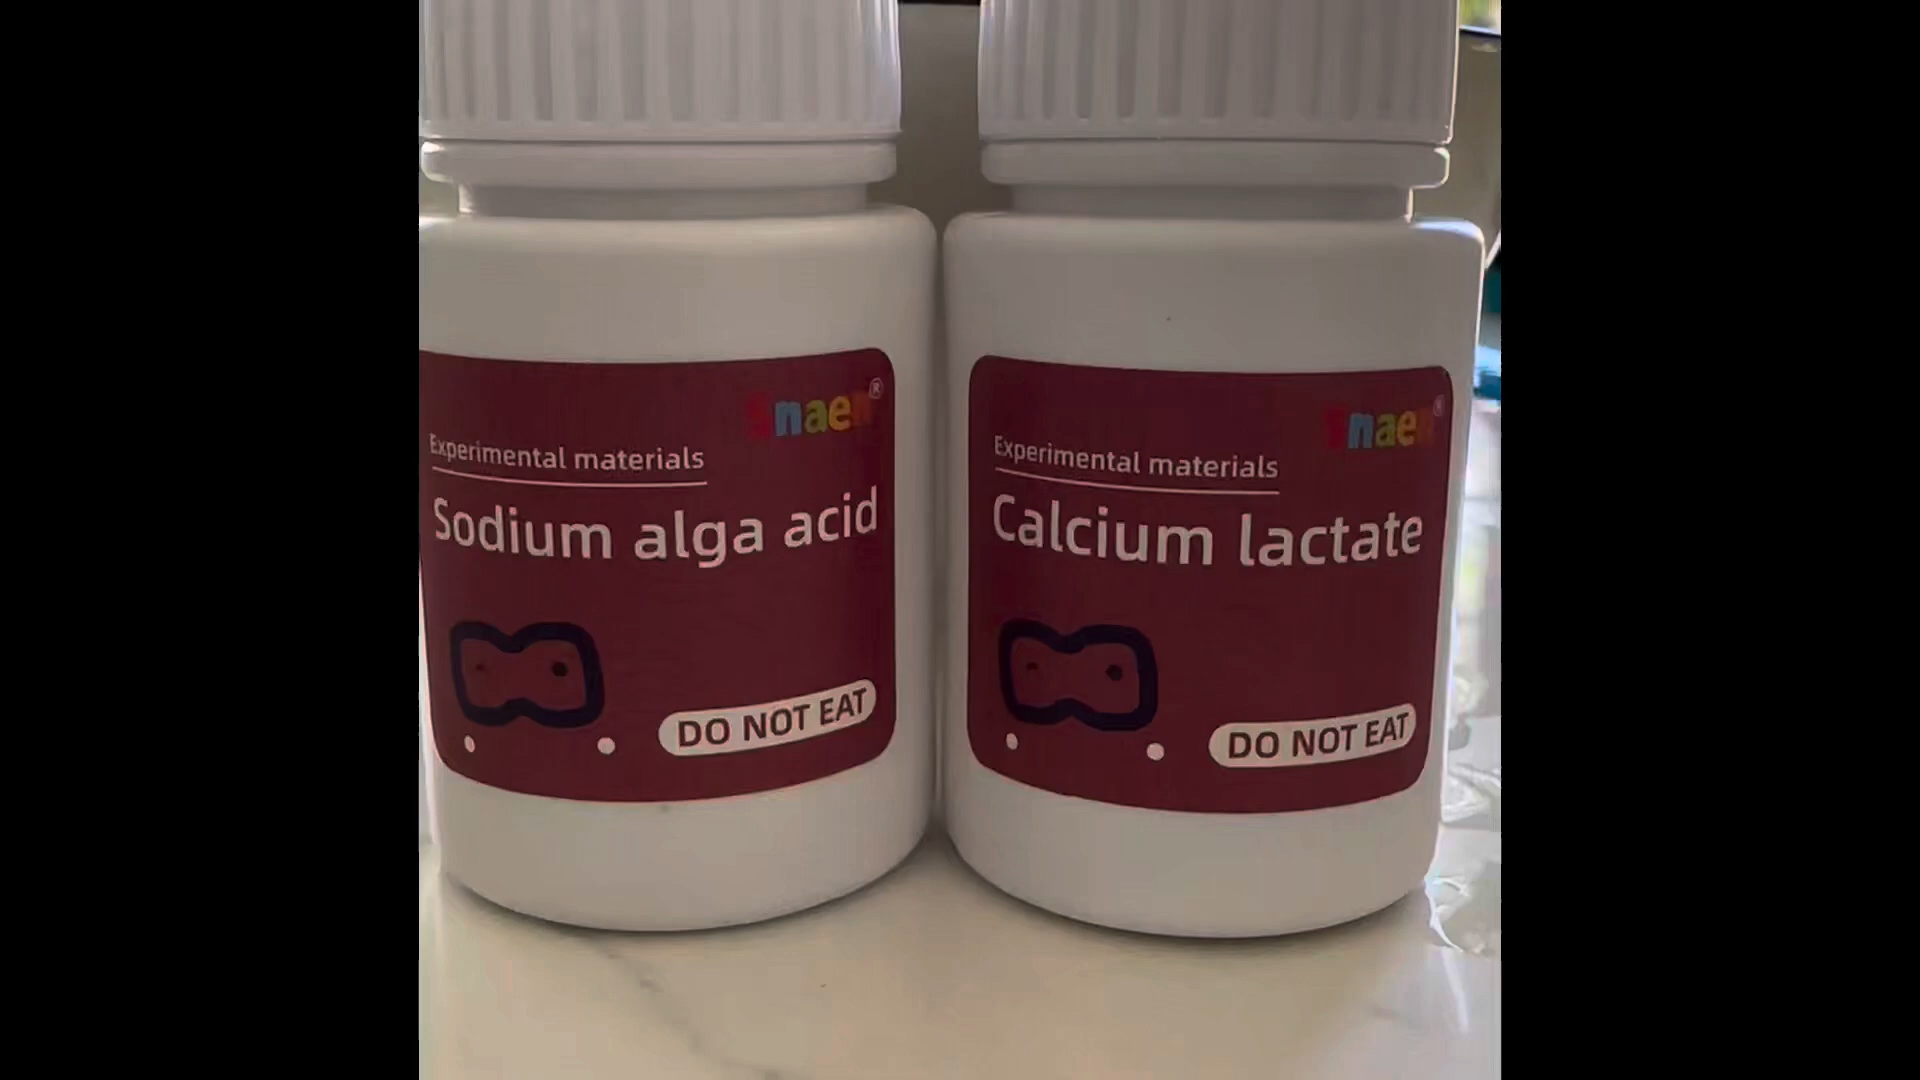 Snaen®
Experimental materials
Sodium alga acid
DO NOT EAT
Snaen®
Experimental materials
Calcium lactate
DO NOT EAT